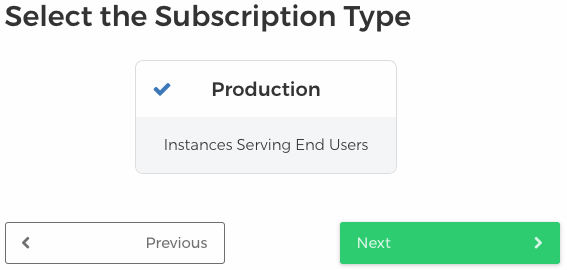 Select the Subscription Type
Production
Instances Serving End Users
Previous
Next